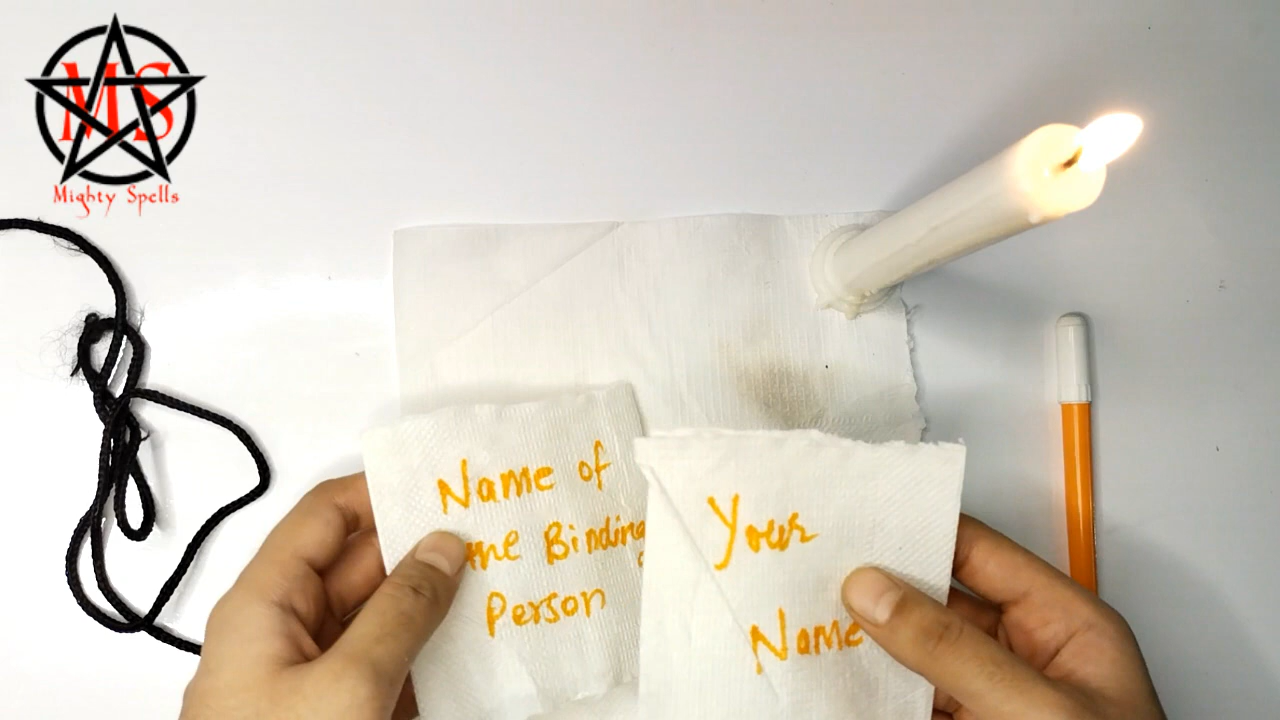 MS
Mighty Spells
Name of
Binding
Person
Your
Name